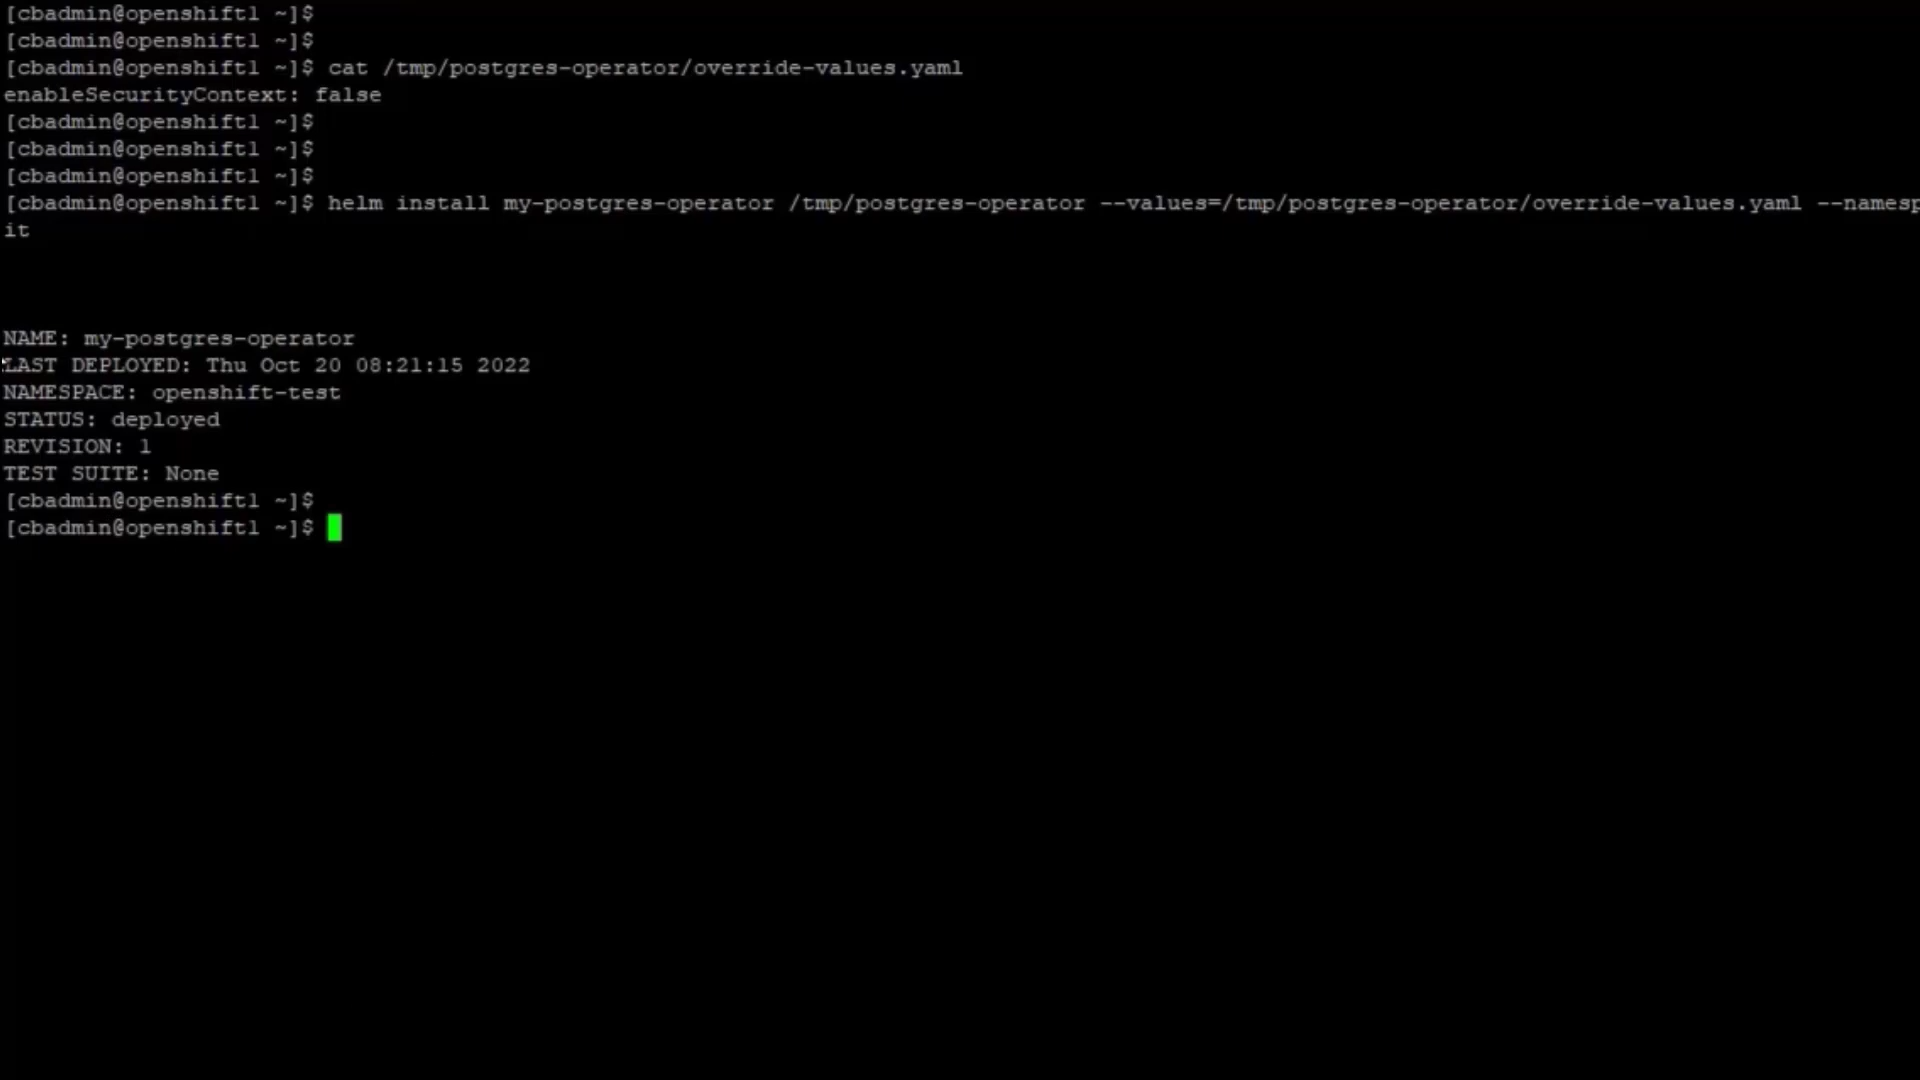 [cbadmin@openshift1 ~]$
[cbadmin@openshift1 ~]$
[cbadmin@openshift1 ~]$ cat /tmp/postgres-operator/override-values.yaml
enableSecurityContext: false
[cbadmin@openshift1 ~]$
[cbadmin@openshift1 ~]$
[cbadmin@openshift1 ~]$
[cbadmin@openshift1 ~]$ helm install my-postgres-operator /tmp/postgres-operator --values=/tmp/postgres-operator/override-values.yaml --namesp
it
NAME: my-postgres-operator
LAST DEPLOYED: Thu Oct 20 08:21:15 2022
NAMESPACE: openshift-test
STATUS: deployed
REVISION: 1
TEST SUITE: None
[cbadmin@openshift1 ~]$
[cbadmin@openshift1 ~]$